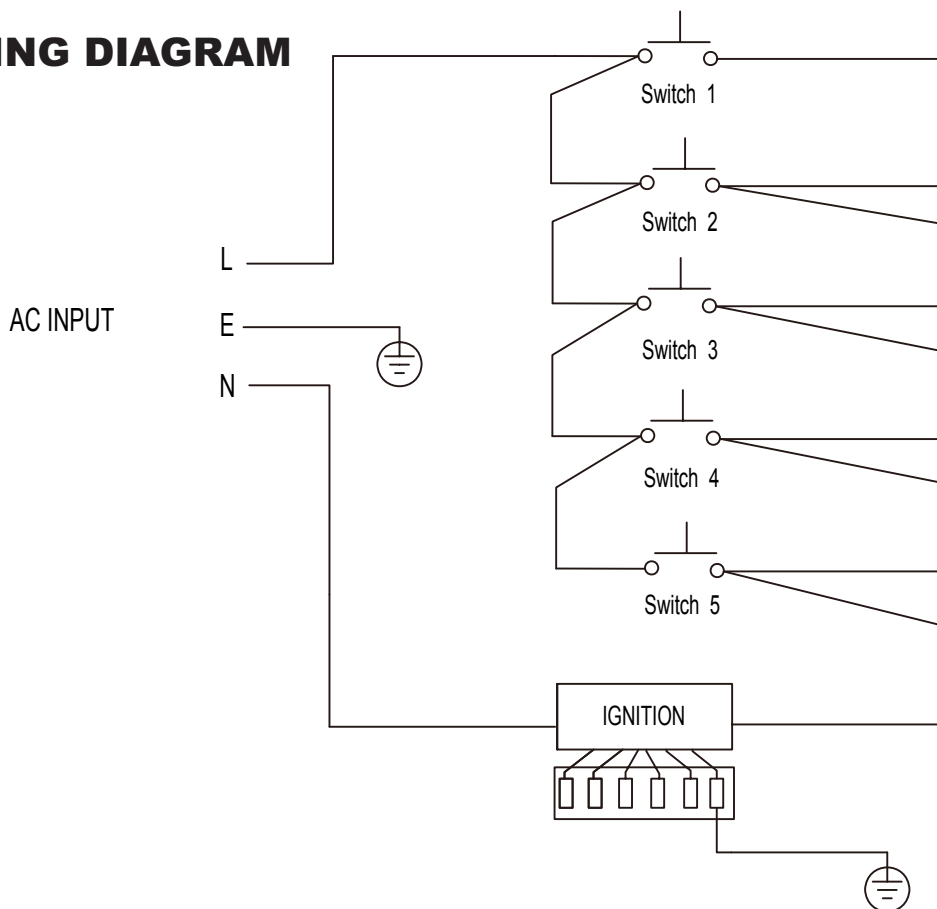 ING DIAGRAM
Switch 1
Switch 2
L
AC INPUT
E
Switch 3
N
Switch 4
Switch 5
IGNITION